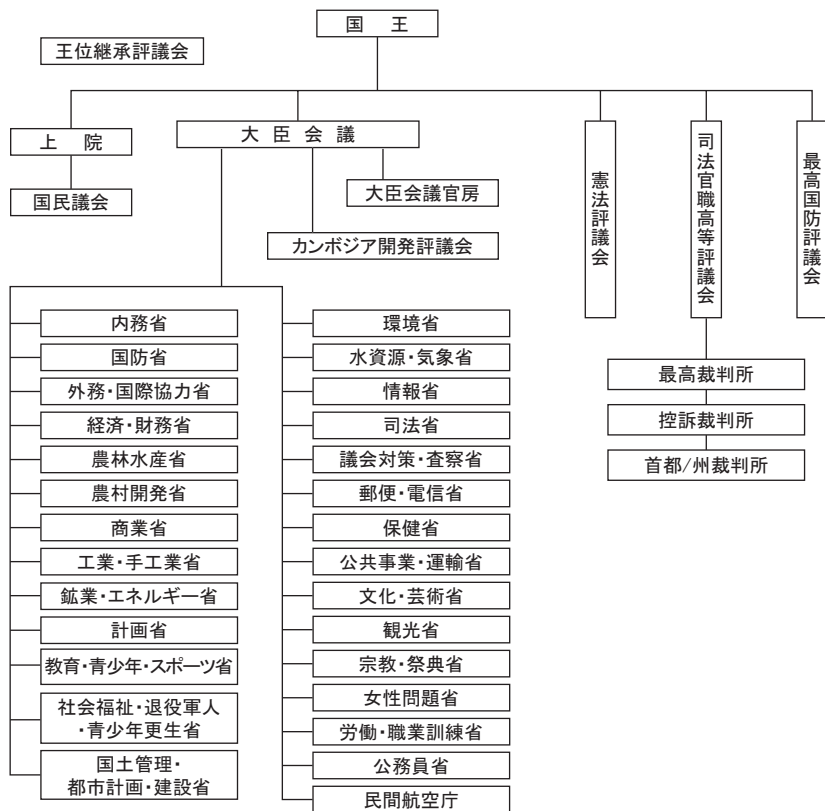 国 王
王位継承評議会
上 院
国民議会
大 臣 会 議
大臣会議官房
カンボジア開発評議会
憲法評議会
司法官職高等評議会
最高国防評議会
最高裁判所
控訴裁判所
首都/州裁判所
内務省
国防省
外務・国際協力省
経済・財務省
農林水産省
農村開発省
商業省
工業・手工業省
鉱業・エネルギー省
計画省
教育・青少年・スポーツ省
社会福祉・退役軍人
・青少年更生省
国土管理・
都市計画・建設省
環境省
水資源・気象省
情報省
司法省
議会対策・査察省
郵便・電信省
保健省
公共事業・運輸省
文化・芸術省
観光省
宗教・祭典省
女性問題省
労働・職業訓練省
公務員省
民間航空庁